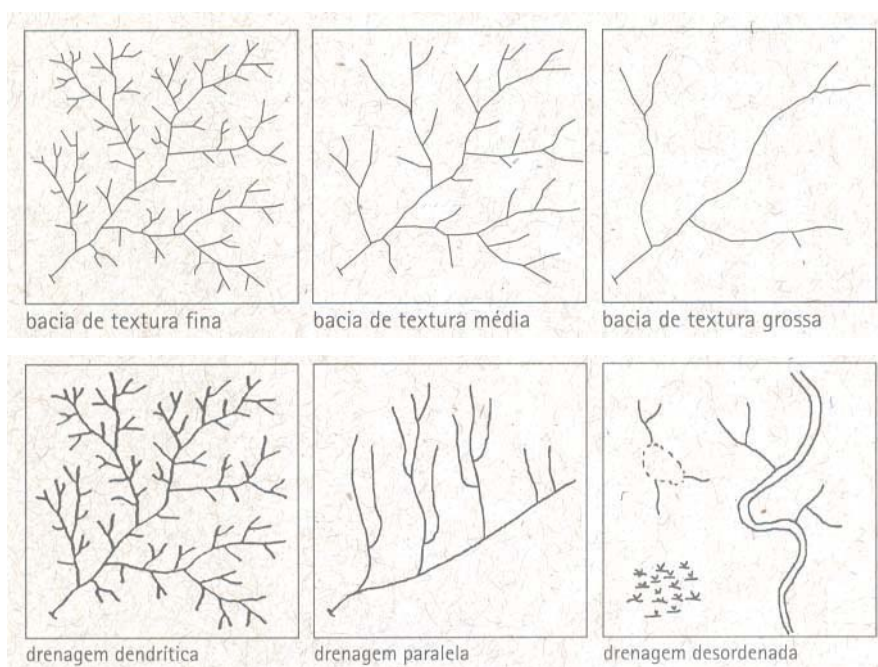 bacia de textura fina
bacia de textura média
bacia de textura grossa
drenagem dendrítica
drenagem paralela
drenagem desordenada